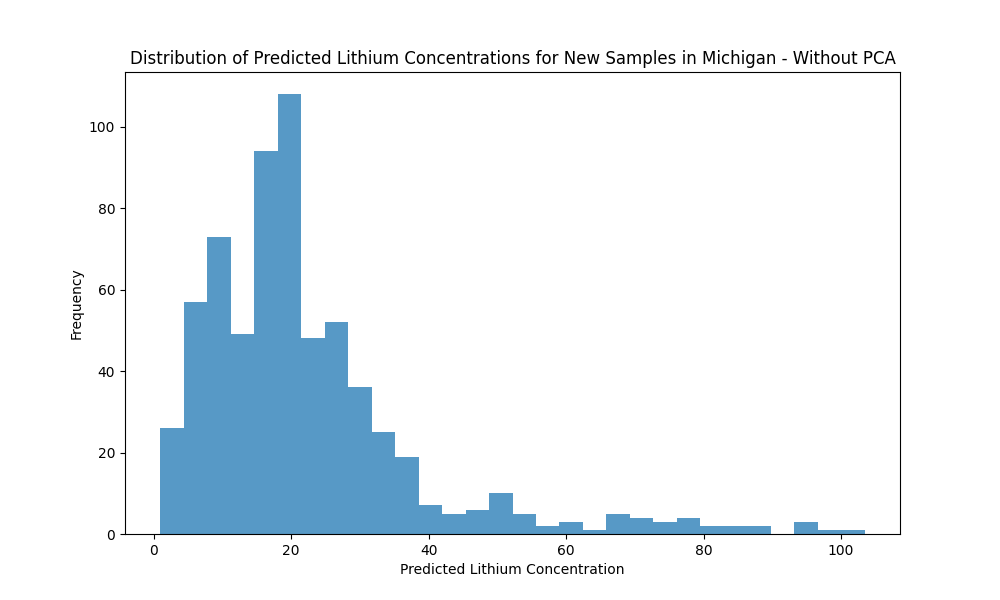 Distribution of Predicted Lithium Concentrations for New Samples in Michigan - Without PCA
100
80
60
40
20
0
Frequency
0 20 40 60 80 100
Predicted Lithium Concentration